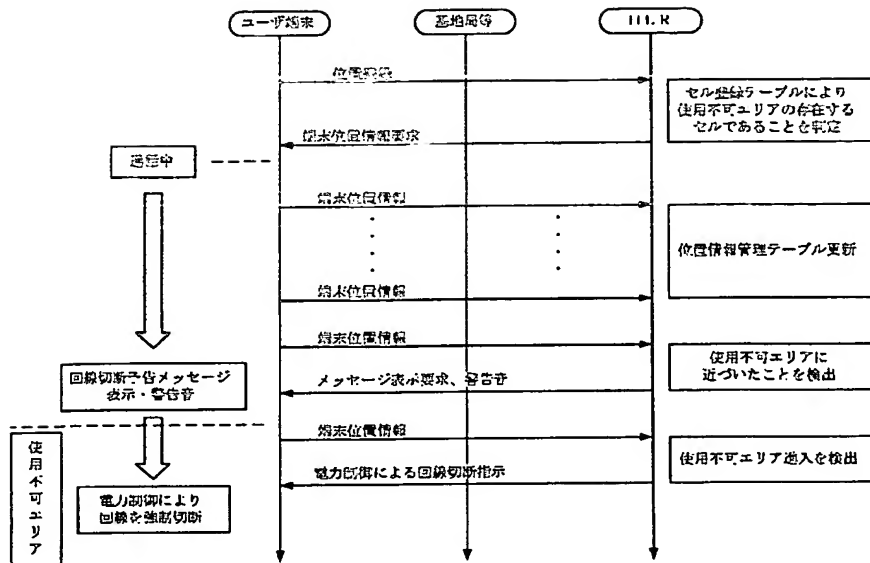 ユーザ端末
基地局等
HLR
位置登録
セル登録テーブルにより
使用不可エリアの存在する
セルであることを判定
端末位置情報要求
通話中
端末位置情報
位置情報管理テーブル更新
端末位置情報
端末位置情報
使用不可エリアに
近づいたことを検出
回線切断予告メッセージ
表示・警告音
メッセージ表示要求、警告音
端末位置情報
使用不可エリア進入を検出
電力制御による回線切断指示
使用不可エリア
電力制御により
回線を強制切断